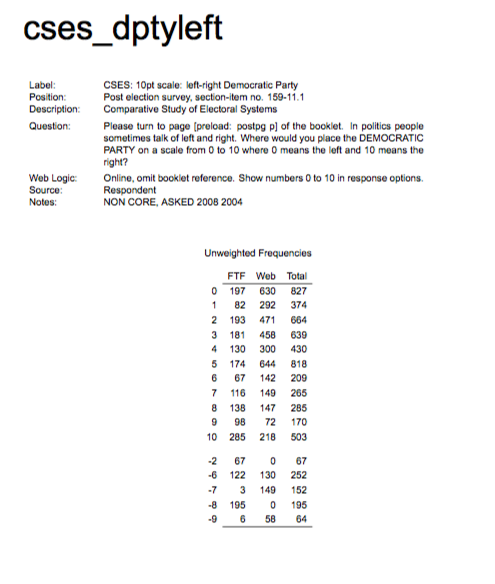 cses_dptyleft
Label: CSES: 10pt scale: left-right Democratic Party
Position: Post election survey, section-item no. 159-11.1
Description: Comparative Study of Electoral Systems
Question: Please turn to page [preload: postpg p] of the booklet. In politics people
sometimes talk of left and right. Where would you place the DEMOCRATIC
PARTY on a scale from 0 to 10 where 0 means the left and 10 means the
right?
Web Logic: Online, omit booklet reference. Show numbers 0 to 10 in response options.
Source: Respondent
Notes: NON CORE, ASKED 2008 2004
Unweighted Frequencies
FTF Web Total
0 197 630 827
1 82 292 374
2 193 471 664
3 181 458 639
4 130 300 430
5 174 644 818
6 67 142 209
7 116 149 265
8 138 147 285
9 98 72 170
10 285 218 503
-2 67 0 67
-6 122 130 252
-7 3 149 152
-8 195 0 195
-9 6 58 64